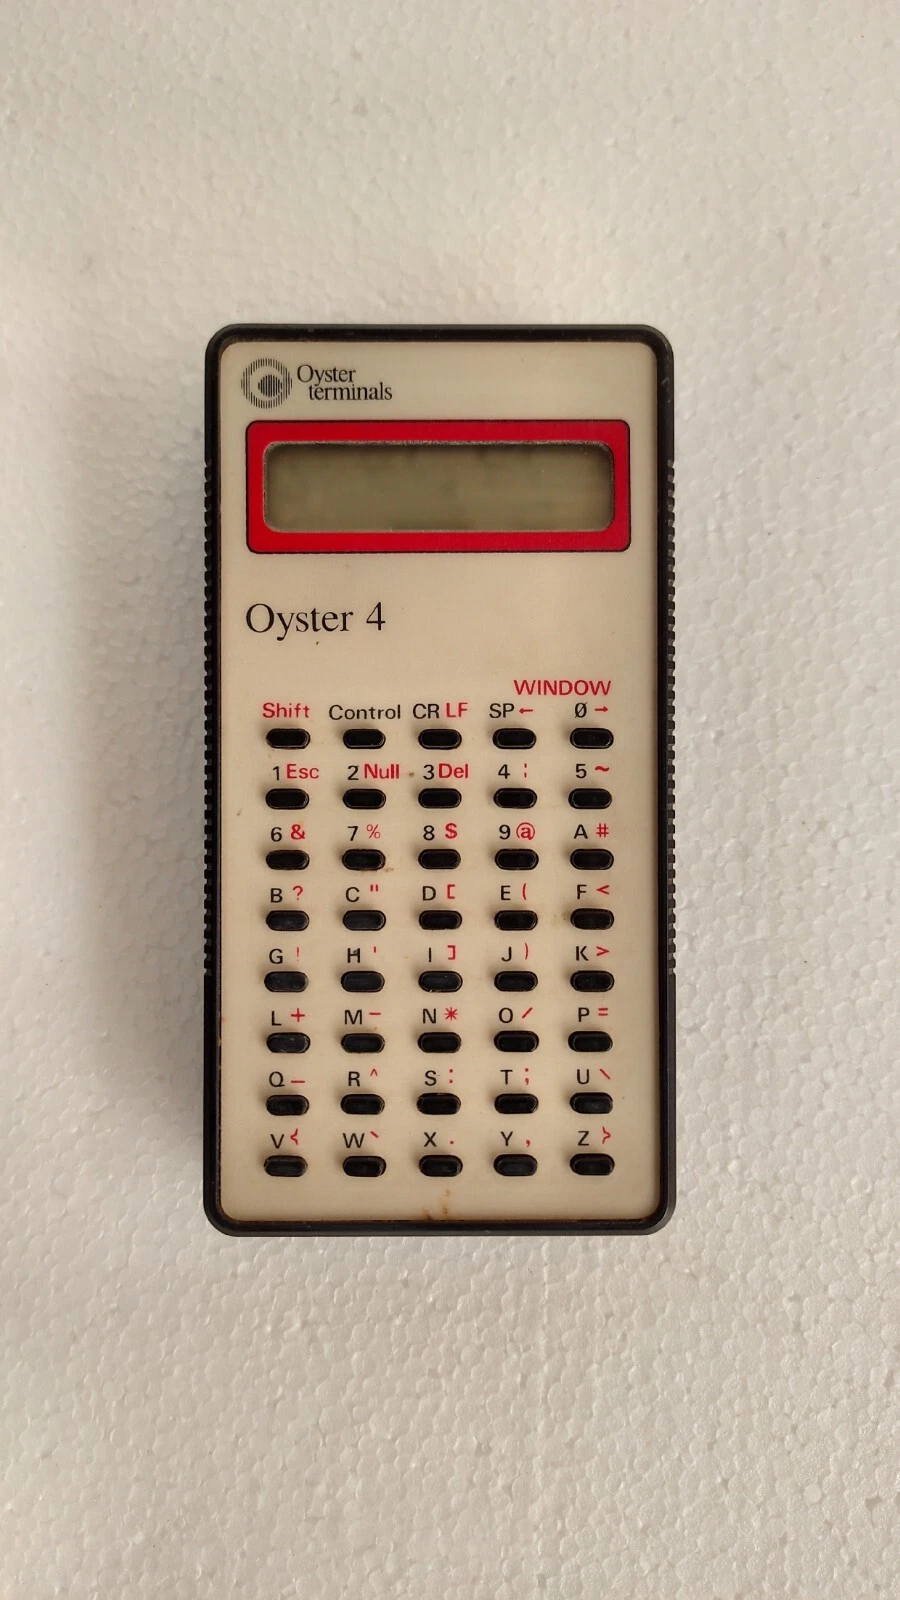 Oyster
terminals
Oyster 4
WINDOW
Shift Control CR LF SP ← Ø →
1 Esc 2 Null 3 Del 4 ¦ 5 ~
6 & 7 % 8 $ 9 @ A #
B ? C " D [ E ( F <
G ! H ' I ] J ) K >
L + M - N * O / P =
Q _ R ^ S : T ; U \
V { W ` X . Y , Z }